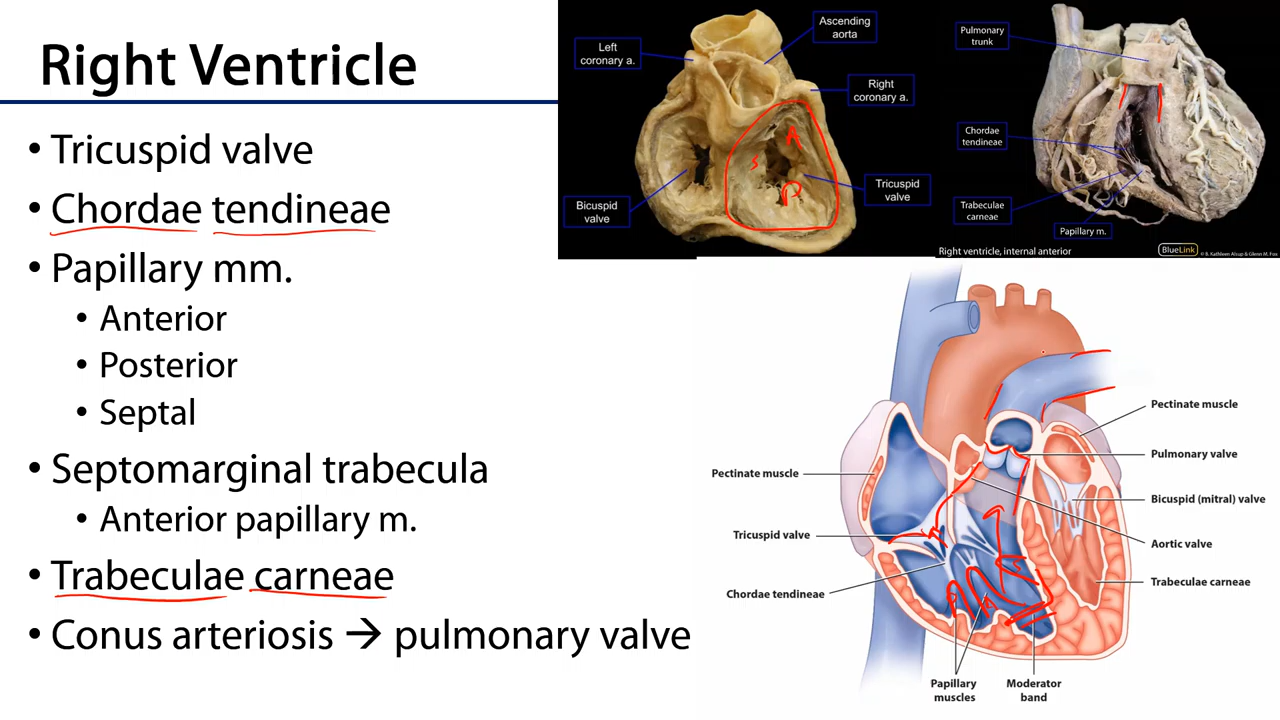 Right Ventricle
• Tricuspid valve
• Chordae tendineae
• Papillary mm.
• Anterior
• Posterior
• Septal
• Septomarginal trabecula
• Anterior papillary m.
• Trabeculae carneae
• Conus arteriosis → pulmonary valve
Left
coronary a.
Ascending
aorta
Right
coronary a.
Bicuspid
valve
Tricuspid
valve
A
S
P
Pulmonary
trunk
Chordae
tendineae
Trabeculae
carneae
Papillary m.
Right ventricle, internal anterior
BlueLink
© B. Kathleen Alsup & Glenn M. Fox
Pectinate muscle
Pulmonary valve
Pectinate muscle
Bicuspid (mitral) valve
Tricuspid valve
Aortic valve
Trabeculae carneae
Chordae tendineae
Papillary
muscles
Moderator
band